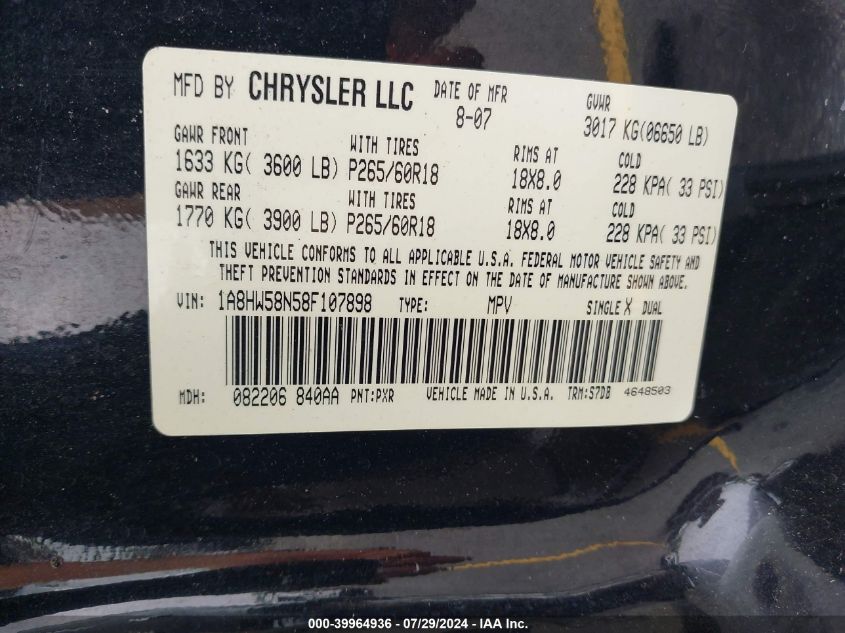 MFD BY CHRYSLER LLC DATE OF MFR GVWR
8-07 3017 KG(06650 LB)
GAWR FRONT WITH TIRES RIMS AT COLD
1633 KG( 3600 LB) P265/60R18 18X8.0 228 KPA( 33 PSI)
GAWR REAR WITH TIRES RIMS AT COLD
1770 KG( 3900 LB) P265/60R18 18X8.0 228 KPA( 33 PSI)
THIS VEHICLE CONFORMS TO ALL APPLICABLE U.S.A. FEDERAL MOTOR VEHICLE SAFETY AND
THEFT PREVENTION STANDARDS IN EFFECT ON THE DATE OF MANUFACTURE SHOWN ABOVE.
VIN: 1A8HW58N58F107898 TYPE: MPV SINGLE X DUAL
MDH: 082206 840AA PNT:PXR VEHICLE MADE IN U.S.A. TRM:S7DB 4648503
000-39964936 - 07/29/2024 - IAA Inc.